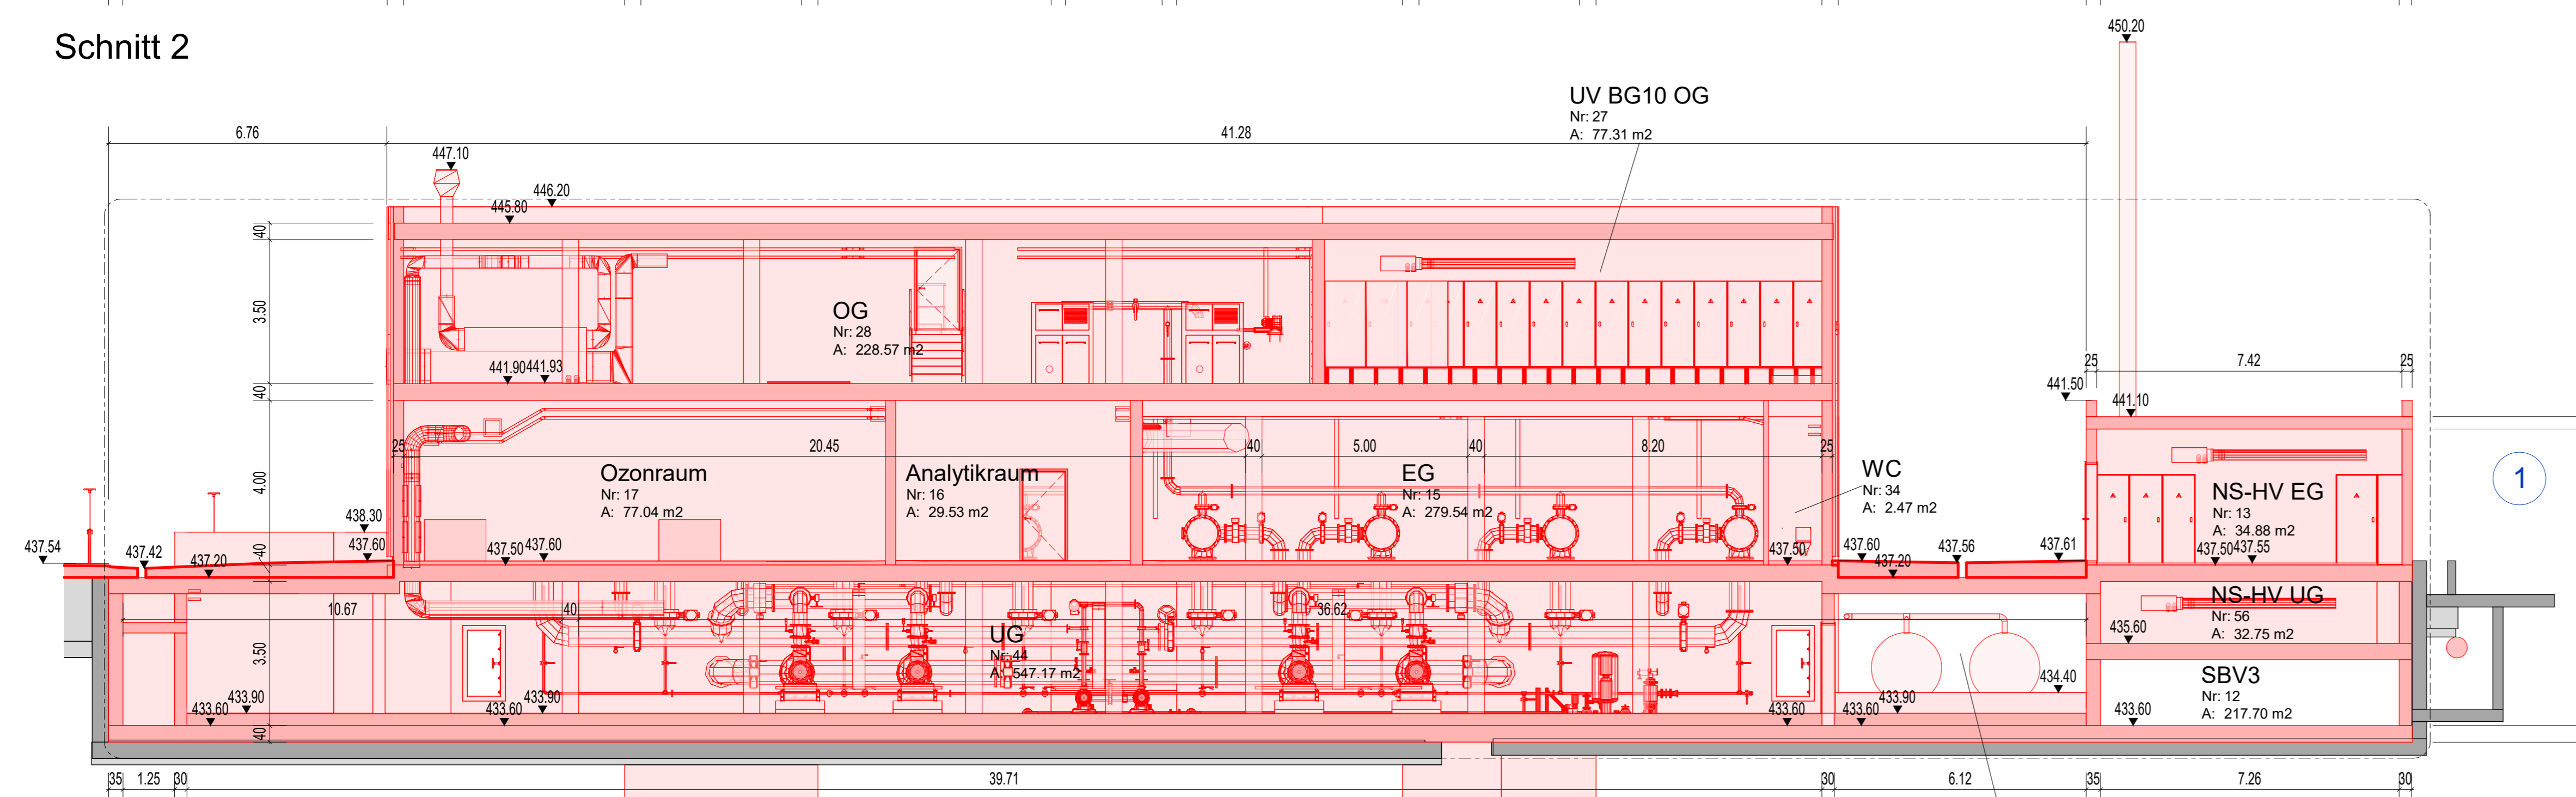 Schnitt 2
450.20
UV BG10 OG
Nr: 27
A: 77.31 m2
6.76
41.28
447.10
446.20
445.80
40
3.50
OG
Nr: 28
A: 228.57 m2
441.90
441.93
25
7.42
25
441.50
441.10
40
4.00
25
20.45
40
5.00
40
8.20
25
Ozonraum
Nr: 17
A: 77.04 m2
Analytikraum
Nr: 16
A: 29.53 m2
EG
Nr: 15
A: 279.54 m2
WC
Nr: 34
A: 2.47 m2
NS-HV EG
Nr: 13
A: 34.88 m2
1
438.30
437.54
437.42
437.20
437.60
40
437.50
437.60
437.50
437.60
437.20
437.56
437.61
437.50
437.55
10.67
40
36.62
NS-HV UG
Nr: 56
A: 32.75 m2
435.60
3.50
UG
Nr: 44
A: 547.17 m2
SBV3
Nr: 12
A: 217.70 m2
434.40
433.90
433.60
433.90
433.60
433.60
433.60
433.90
433.60
40
35
1.25
30
39.71
30
6.12
35
7.26
30